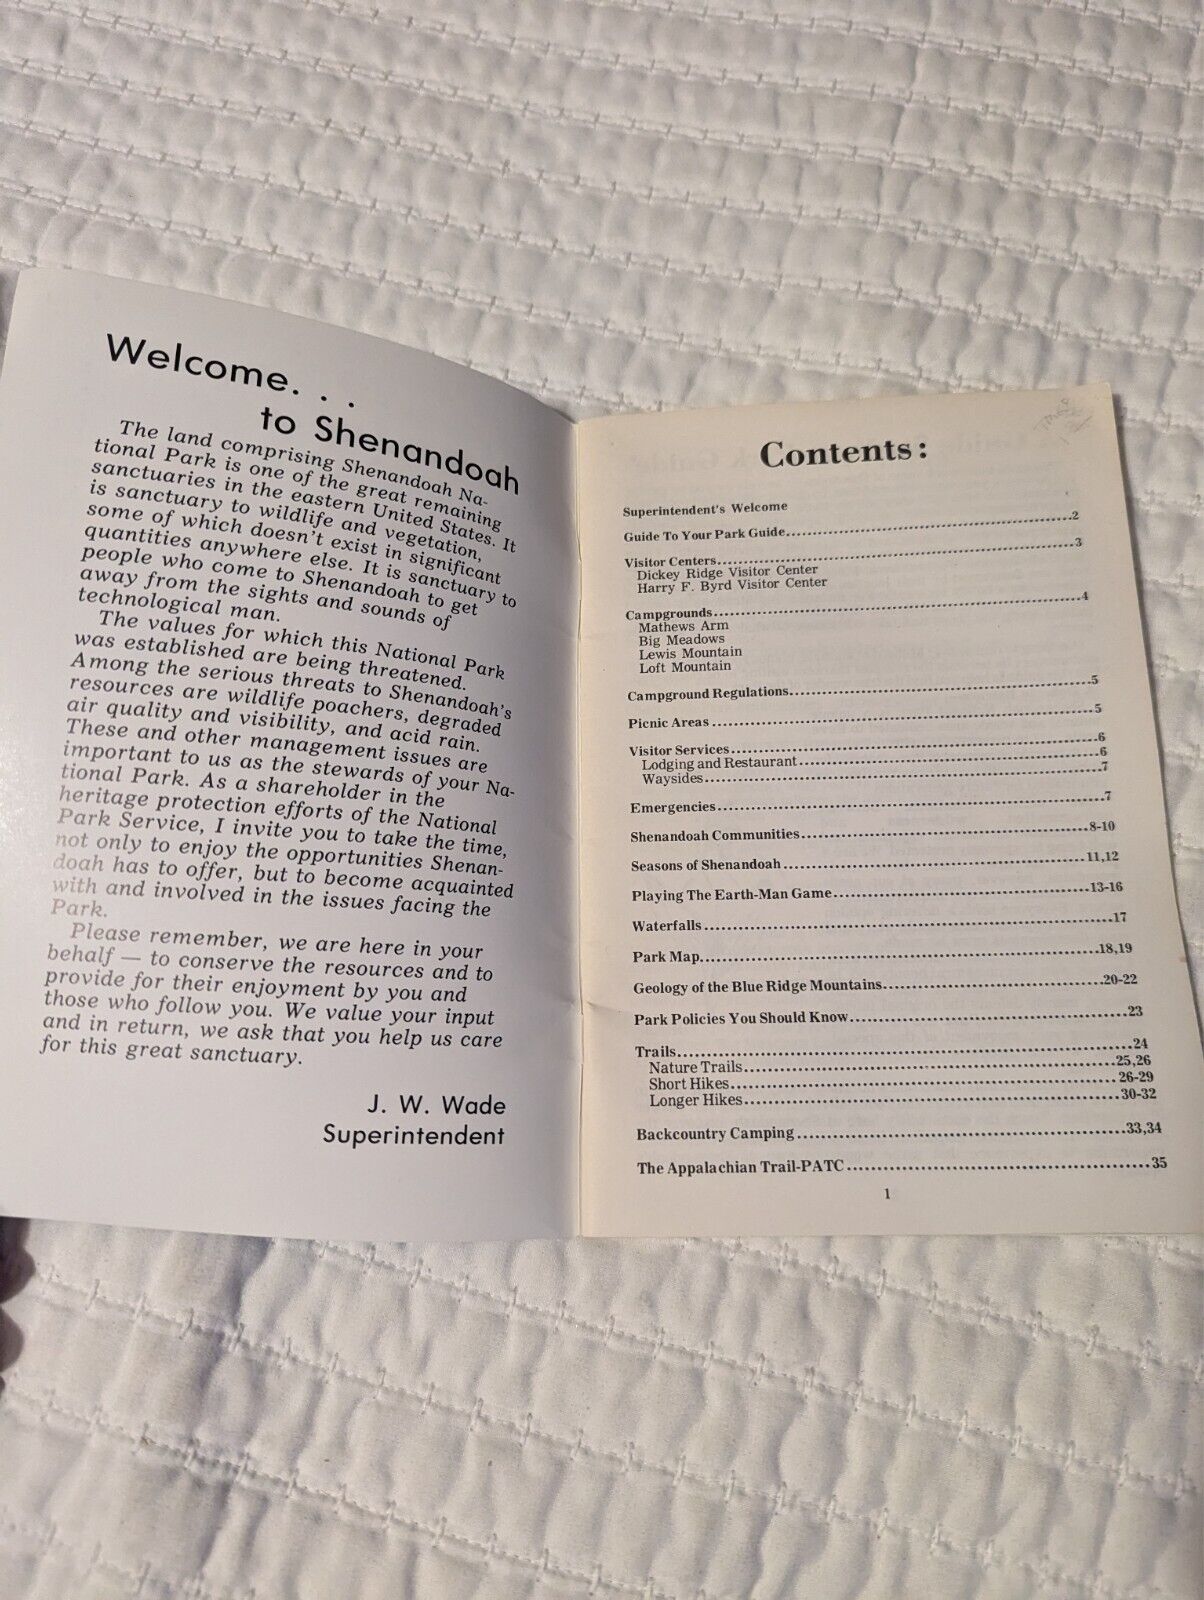 Welcome. . .
to Shenandoah
The land comprising Shenandoah Na-
tional Park is one of the great remaining
sanctuaries in the eastern United States. It
is sanctuary to wildlife and vegetation,
some of which doesn't exist in significant
quantities anywhere else. It is sanctuary to
people who come to Shenandoah to get
away from the sights and sounds of
technological man.
The values for which this National Park
was established are being threatened.
Among the serious threats to Shenandoah's
resources are wildlife poachers, degraded
air quality and visibility, and acid rain.
These and other management issues are
important to us as the stewards of your Na-
tional Park. As a shareholder in the
heritage protection efforts of the National
Park Service, I invite you to take the time,
not only to enjoy the opportunities Shenan-
doah has to offer, but to become acquainted
with and involved in the issues facing the
Park.
Please remember, we are here in your
behalf — to conserve the resources and to
provide for their enjoyment by you and
those who follow you. We value your input
and in return, we ask that you help us care
for this great sanctuary.
J. W. Wade
Superintendent
Contents:
Superintendent's Welcome
Guide To Your Park Guide.....2
Visitor Centers.....3
Dickey Ridge Visitor Center
Harry F. Byrd Visitor Center
Campgrounds.....4
Mathews Arm
Big Meadows
Lewis Mountain
Loft Mountain
Campground Regulations.....5
Picnic Areas.....5
Visitor Services.....6
Lodging and Restaurant.....6
Waysides.....7
Emergencies.....7
Shenandoah Communities.....8-10
Seasons of Shenandoah.....11,12
Playing The Earth-Man Game.....13-16
Waterfalls.....17
Park Map.....18,19
Geology of the Blue Ridge Mountains.....20-22
Park Policies You Should Know.....23
Trails.....24
Nature Trails.....25,26
Short Hikes.....26-29
Longer Hikes.....30-32
Backcountry Camping.....33,34
The Appalachian Trail-PATC.....35
1